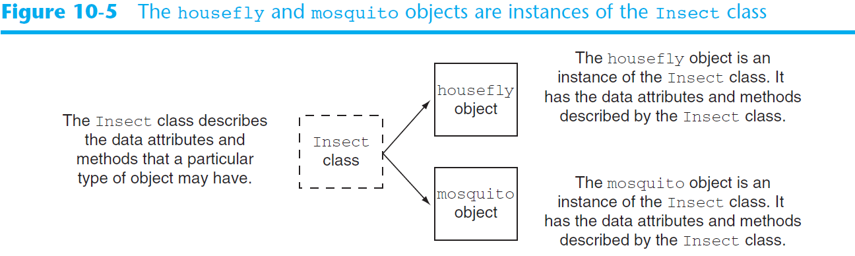 Figure 10-5 The housefly and mosquito objects are instances of the Insect class
The Insect class describes
the data attributes and
methods that a particular
type of object may have.
Insect
class
housefly
object
The housefly object is an
instance of the Insect class. It
has the data attributes and methods
described by the Insect class.
mosquito
object
The mosquito object is an
instance of the Insect class. It
has the data attributes and methods
described by the Insect class.